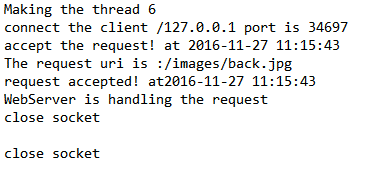 Making the thread 6
connect the client /127.0.0.1 port is 34697
accept the request! at 2016-11-27 11:15:43
The request uri is :/images/back.jpg
request accepted! at2016-11-27 11:15:43
WebServer is handling the request
close socket
close socket